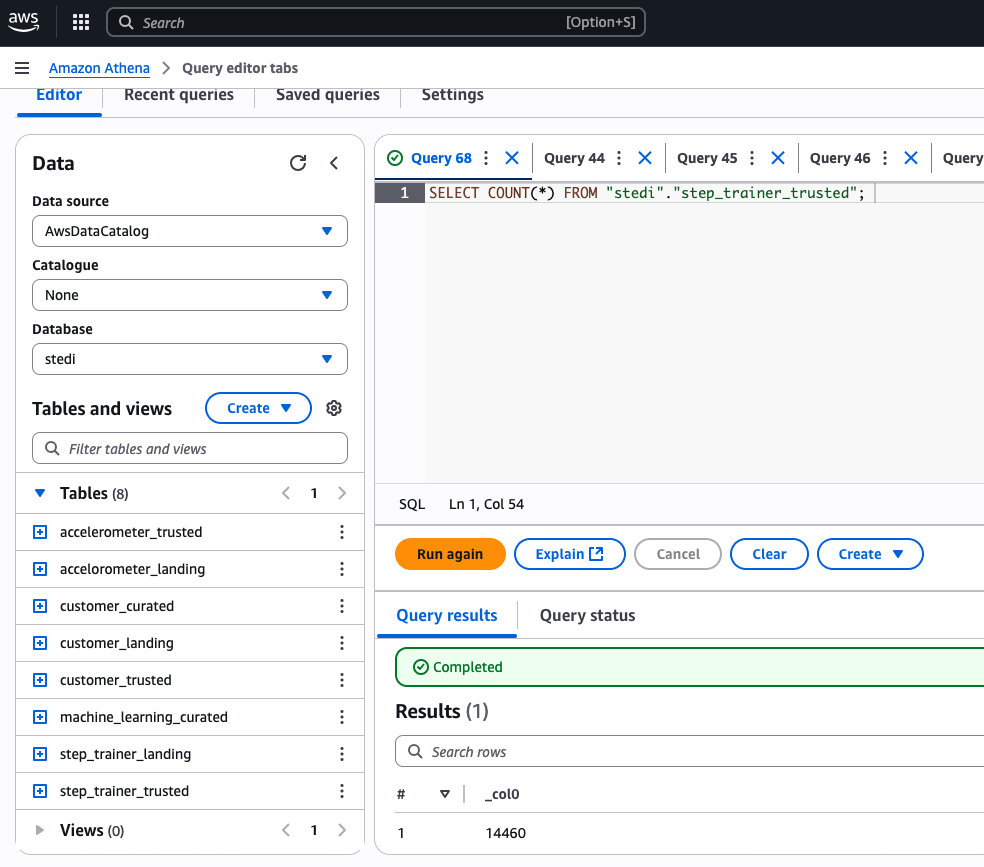 aws
Search [Option+S]
Amazon Athena Query editor tabs
Editor Recent queries Saved queries Settings
Data
Data source
AwsDataCatalog
Catalogue
None
Database
stedi
Tables and views Create
Filter tables and views
Tables (8) 1
accelerometer_trusted
accelorometer_landing
customer_curated
customer_landing
customer_trusted
machine_learning_curated
step_trainer_landing
step_trainer_trusted
Views (0) 1
Query 68 Query 44 Query 45 Query 46 Query
1 SELECT COUNT(*) FROM "stedi"."step_trainer_trusted";
SQL Ln 1, Col 54
Run again Explain Cancel Clear Create
Query results Query status
Completed
Results (1)
Search rows
# _col0
1 14460